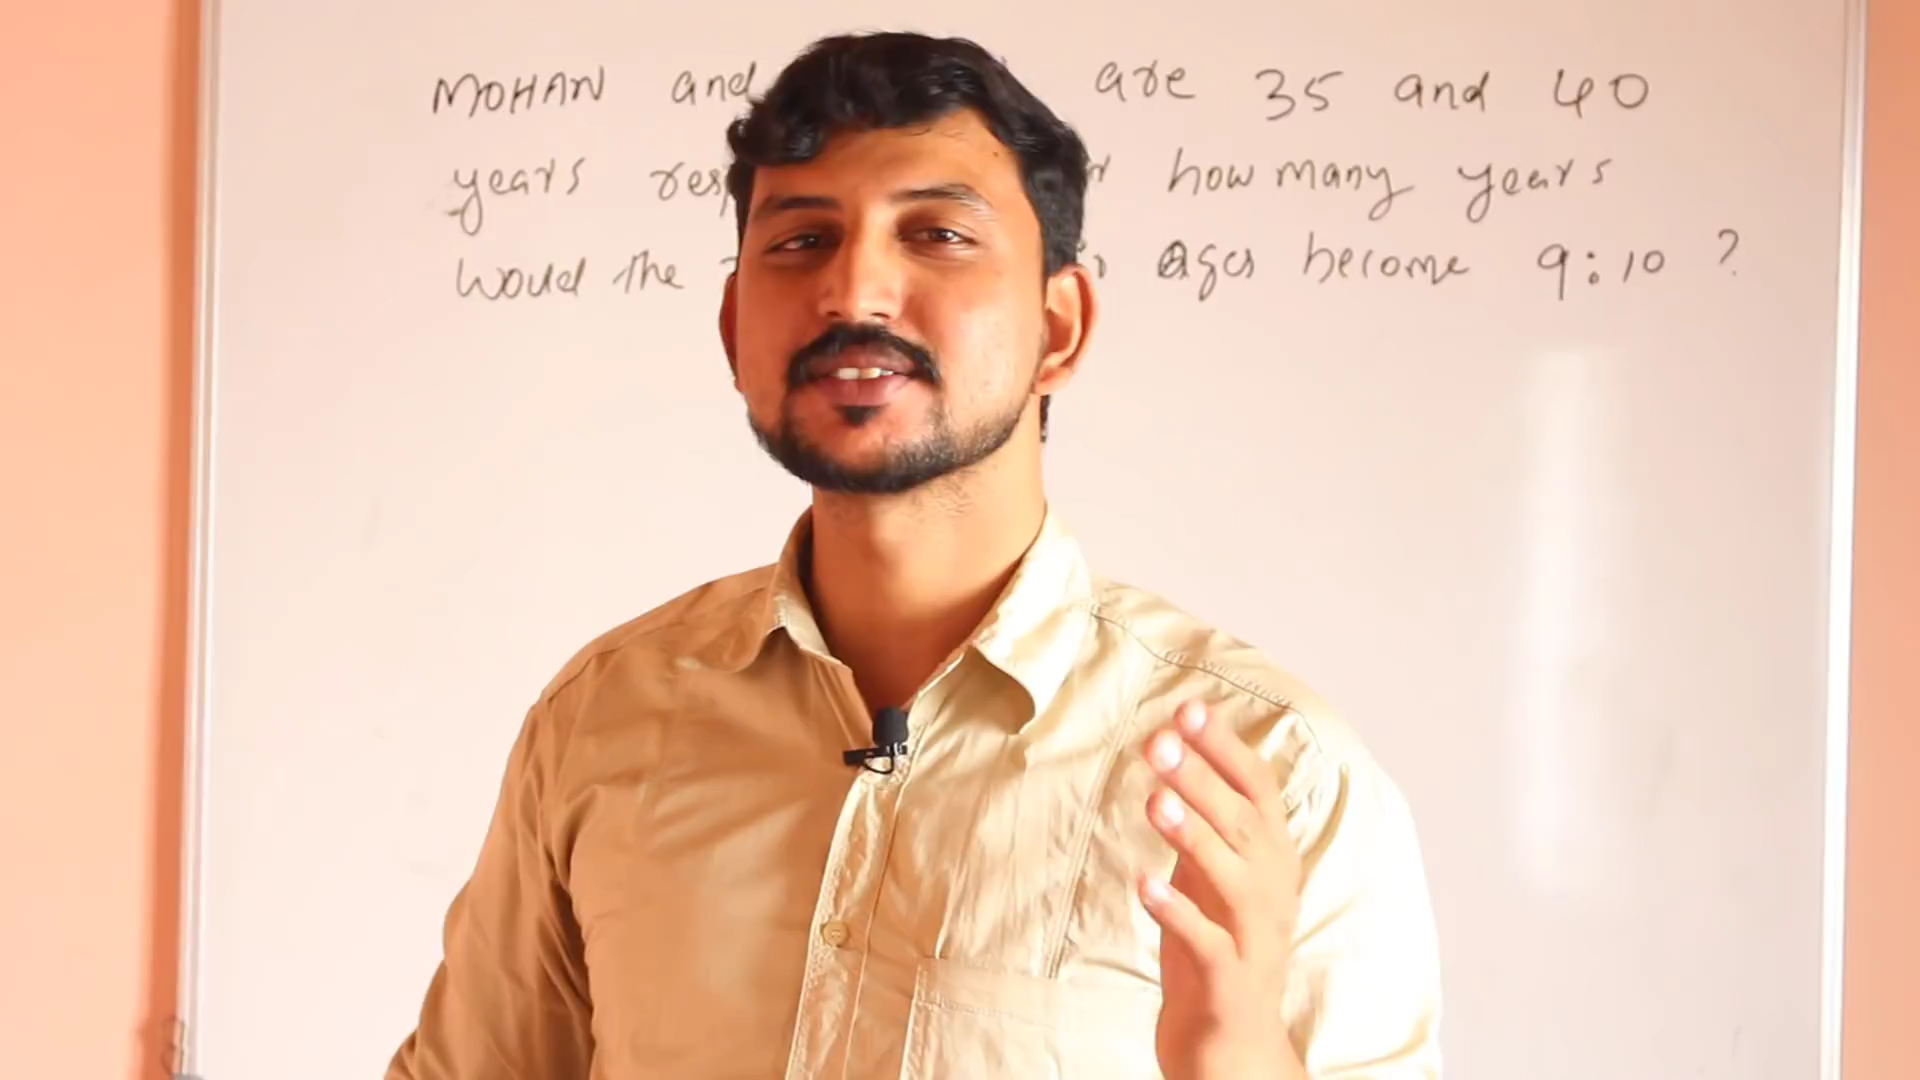 MOHAN and are 35 and 40
years how many years
would the ages become 9:10 ?